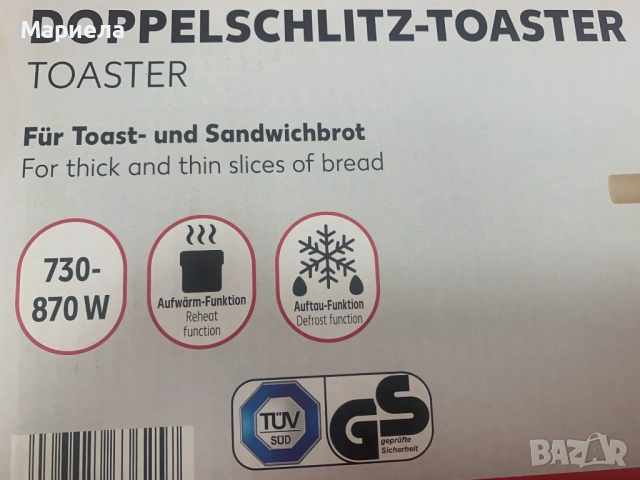 DOPPELSCHLITZ-TOASTER
Мариела
TOASTER
Für Toast- und Sandwichbrot
For thick and thin slices of bread
730-
870 W
Aufwärm-Funktion
Reheat
function
Auftau-Funktion
Defrost function
TÜV
SÜD
GS
geprüfte
Sicherheit
BAZAR